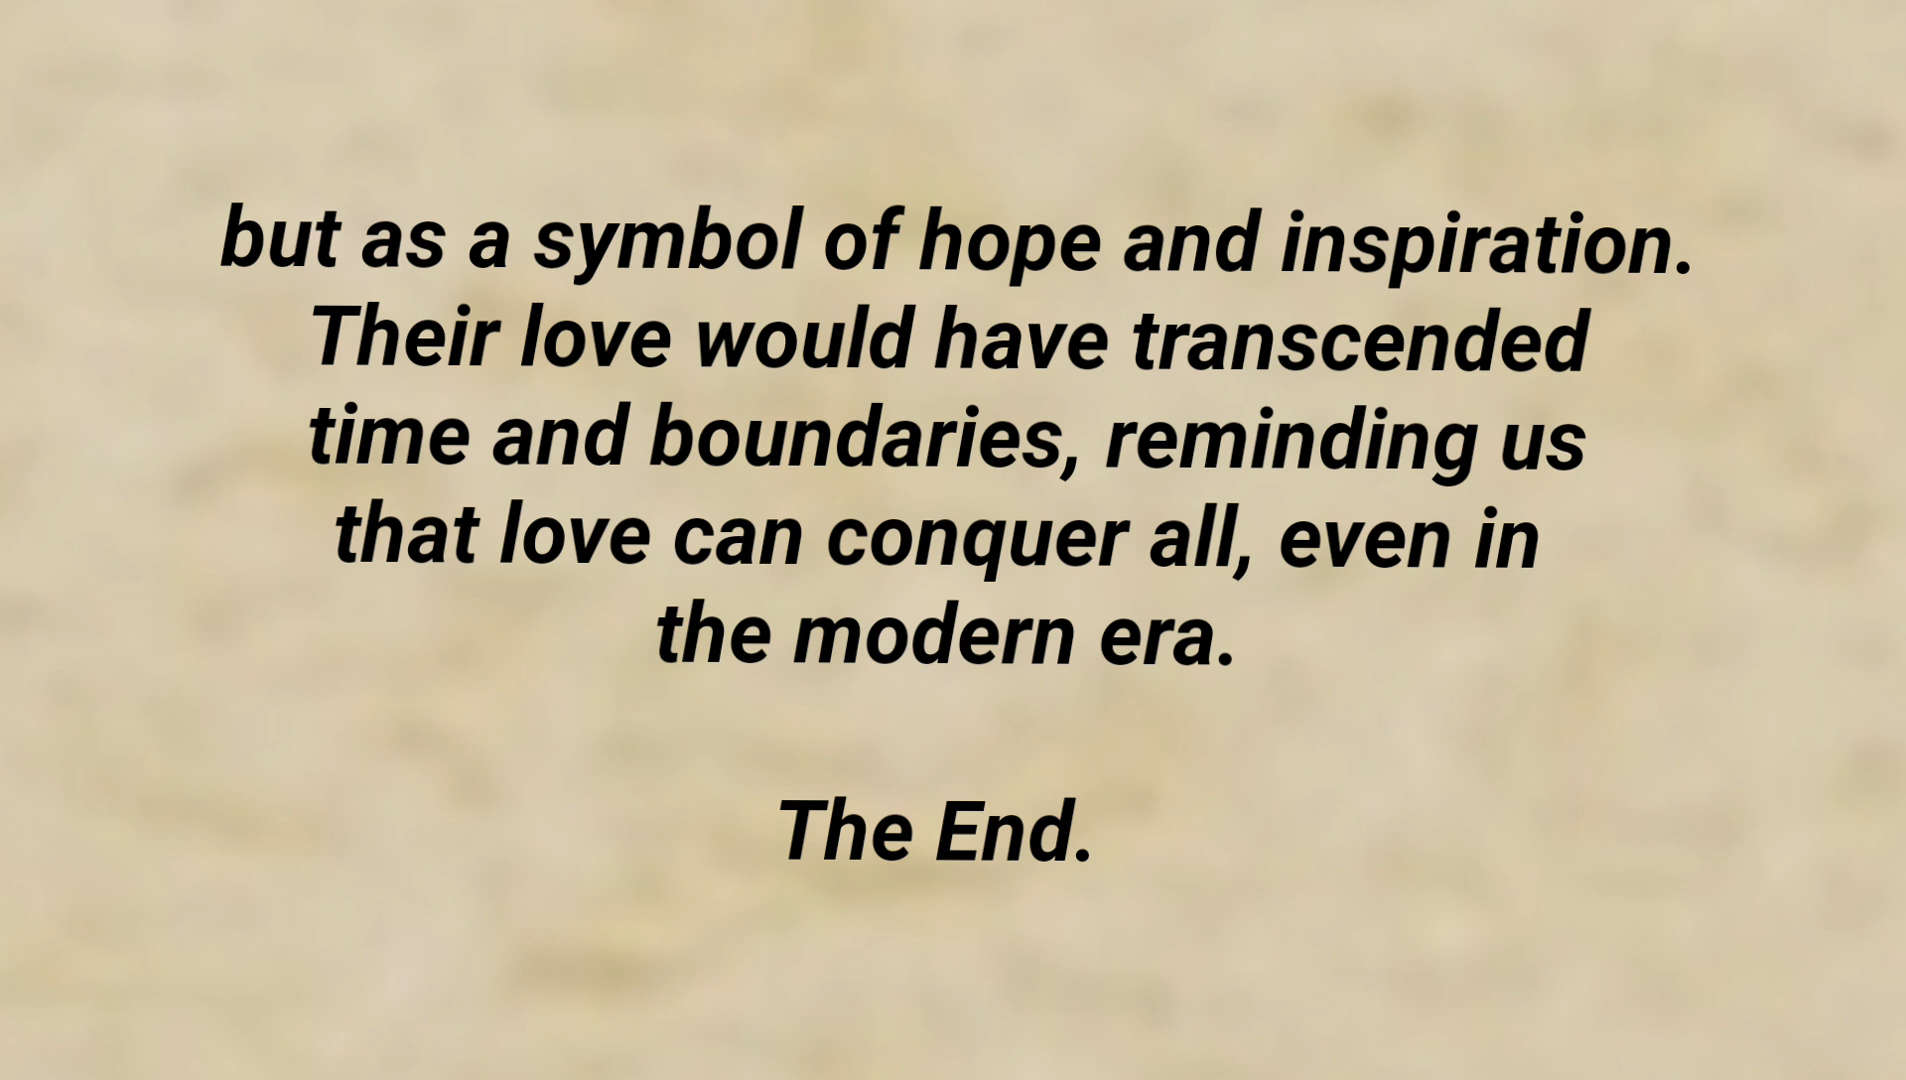 but as a symbol of hope and inspiration.
Their love would have transcended
time and boundaries, reminding us
that love can conquer all, even in
the modern era.
The End.